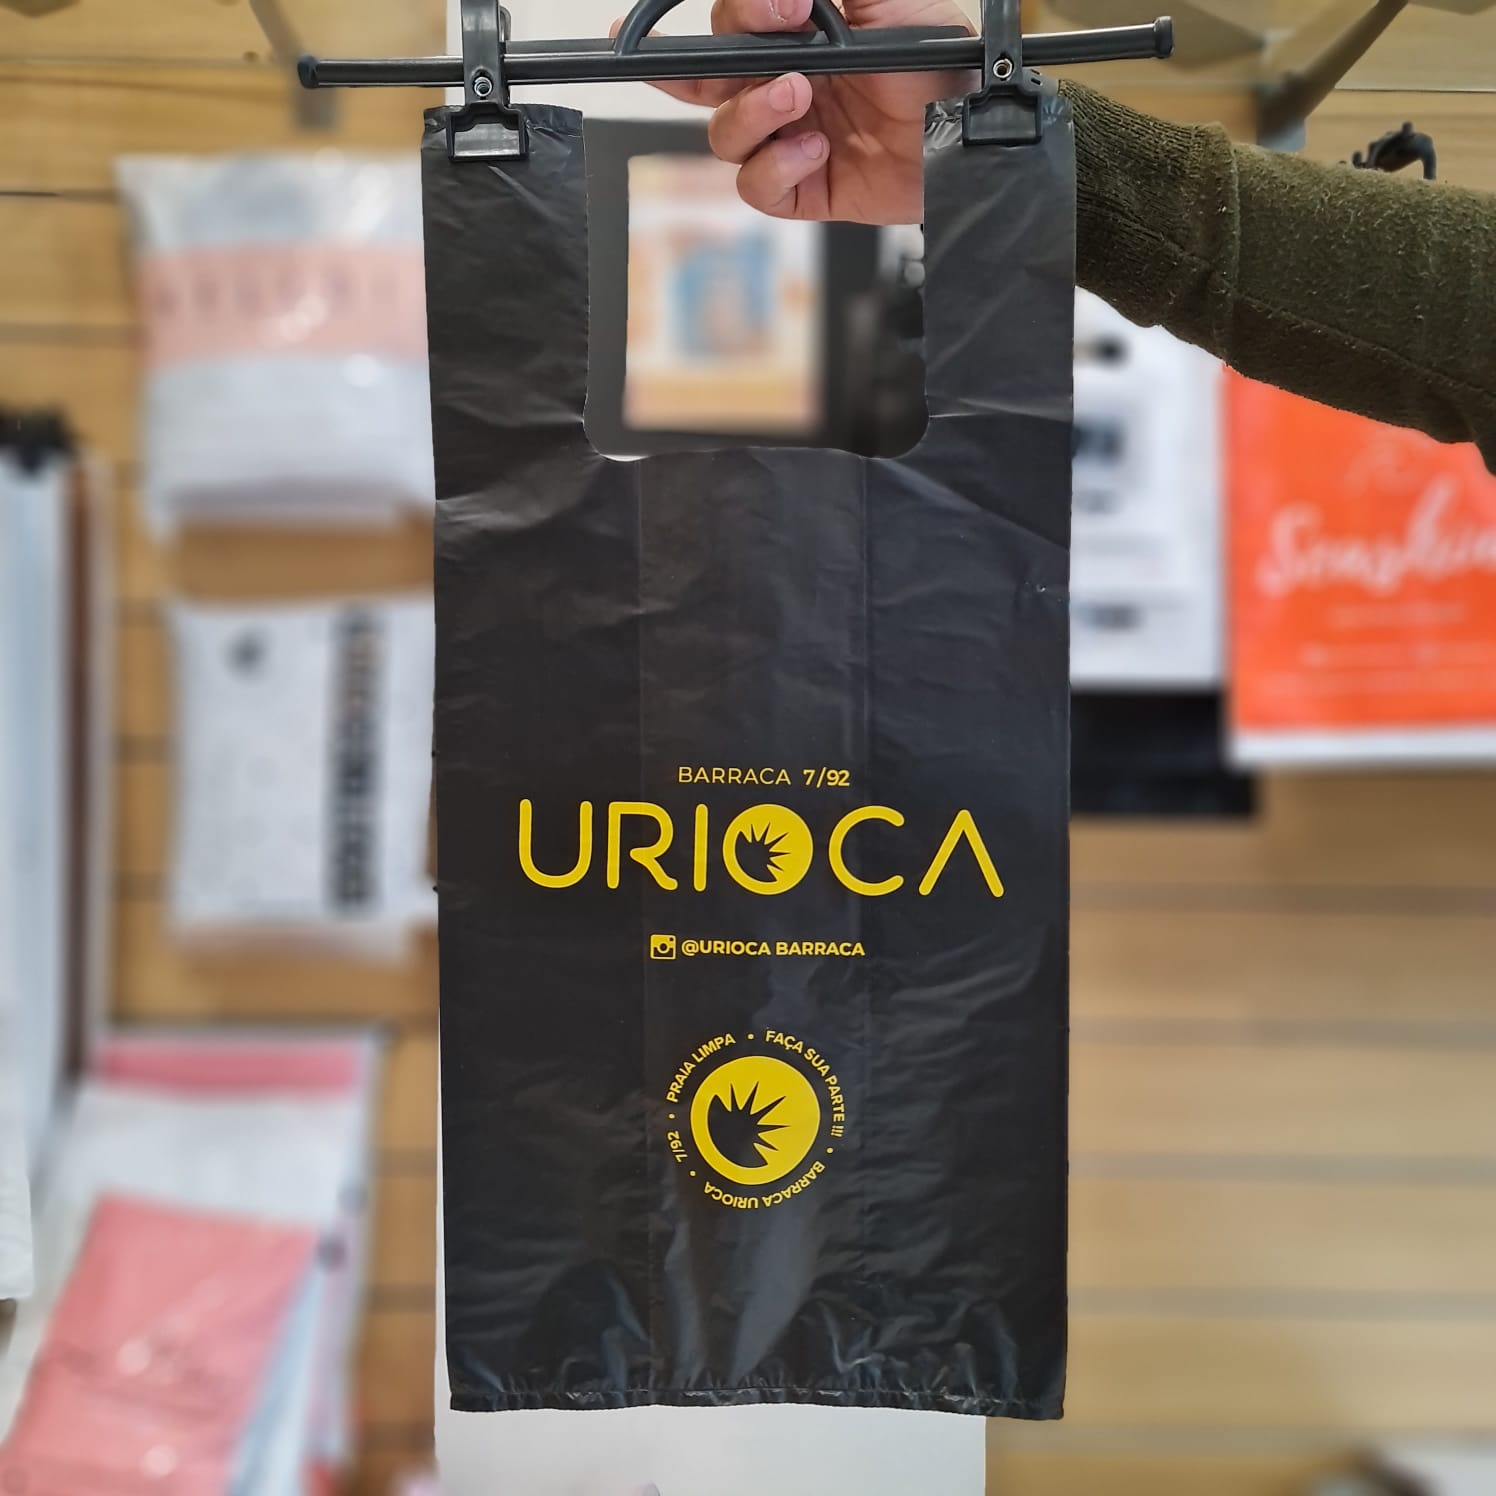 BARRACA 7/92
URIOCA
@URIOCA BARRACA
7/92 • PRAIA LIMPA • FAÇA SUA PARTE !!! • BARRACA URIOCA •